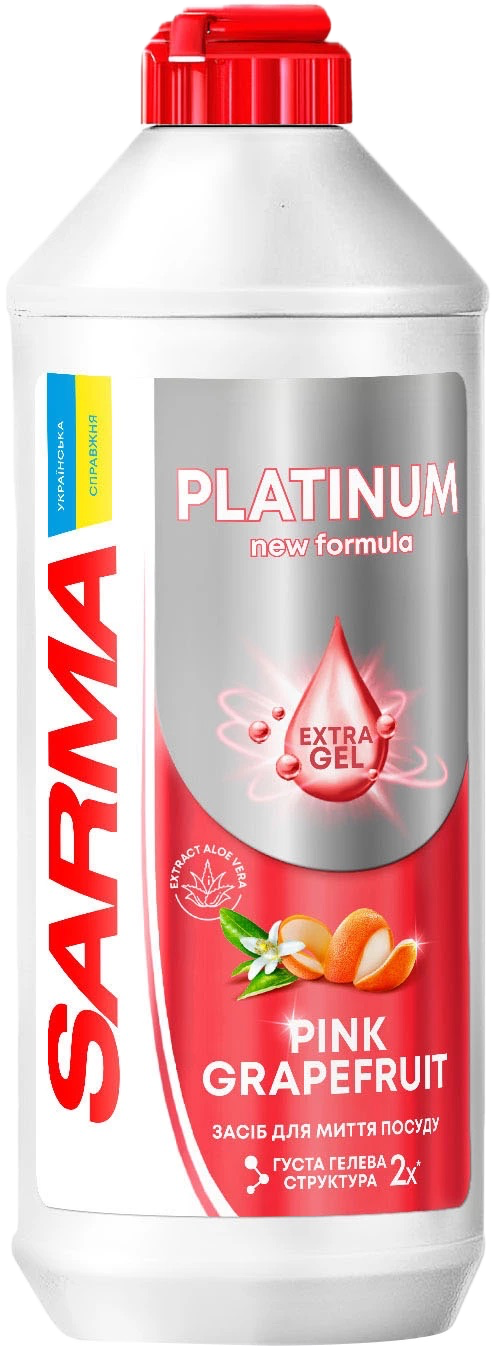 УКРАЇНСЬКА
СПРАВЖНЯ
SARMA
PLATINUM
new formula
EXTRA
GEL
EXTRACT ALOE VERA
PINK
GRAPEFRUIT
ЗАСІБ ДЛЯ МИТТЯ ПОСУДУ
ГУСТА ГЕЛЕВА
СТРУКТУРА 2x*